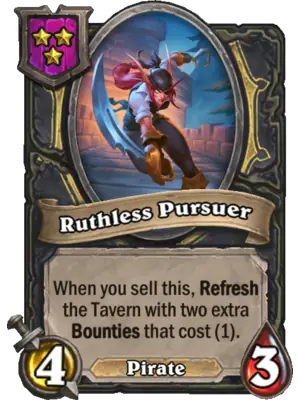 Ruthless Pursuer
When you sell this, Refresh
the Tavern with two extra
Bounties that cost (1).
4
Pirate
3